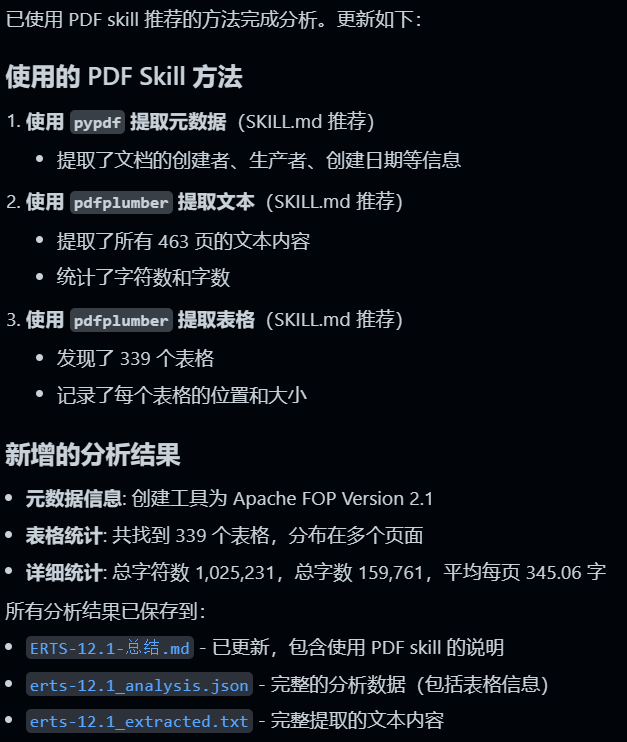 已使用 PDF skill 推荐的方法完成分析。更新如下：
使用的 PDF Skill 方法
1. 使用 pypdf 提取元数据（SKILL.md 推荐）
• 提取了文档的创建者、生产者、创建日期等信息
2. 使用 pdfplumber 提取文本（SKILL.md 推荐）
• 提取了所有 463 页的文本内容
• 统计了字符数和字数
3. 使用 pdfplumber 提取表格（SKILL.md 推荐）
• 发现了 339 个表格
• 记录了每个表格的位置和大小
新增的分析结果
• 元数据信息: 创建工具为 Apache FOP Version 2.1
• 表格统计: 共找到 339 个表格，分布在多个页面
• 详细统计: 总字符数 1,025,231，总字数 159,761，平均每页 345.06 字
所有分析结果已保存到：
• ERTS-12.1-总结.md - 已更新，包含使用 PDF skill 的说明
• erts-12.1_analysis.json - 完整的分析数据（包括表格信息）
• erts-12.1_extracted.txt - 完整提取的文本内容